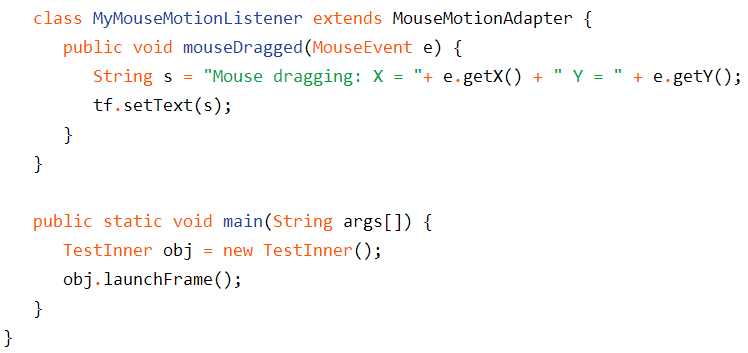 class MyMouseMotionListener extends MouseMotionAdapter {
public void mouseDragged(MouseEvent e) {
String s = "Mouse dragging: X = "+ e.getX() + " Y = " + e.getY();
tf.setText(s);
}
}
public static void main(String args[]) {
TestInner obj = new TestInner();
obj.launchFrame();
}
}